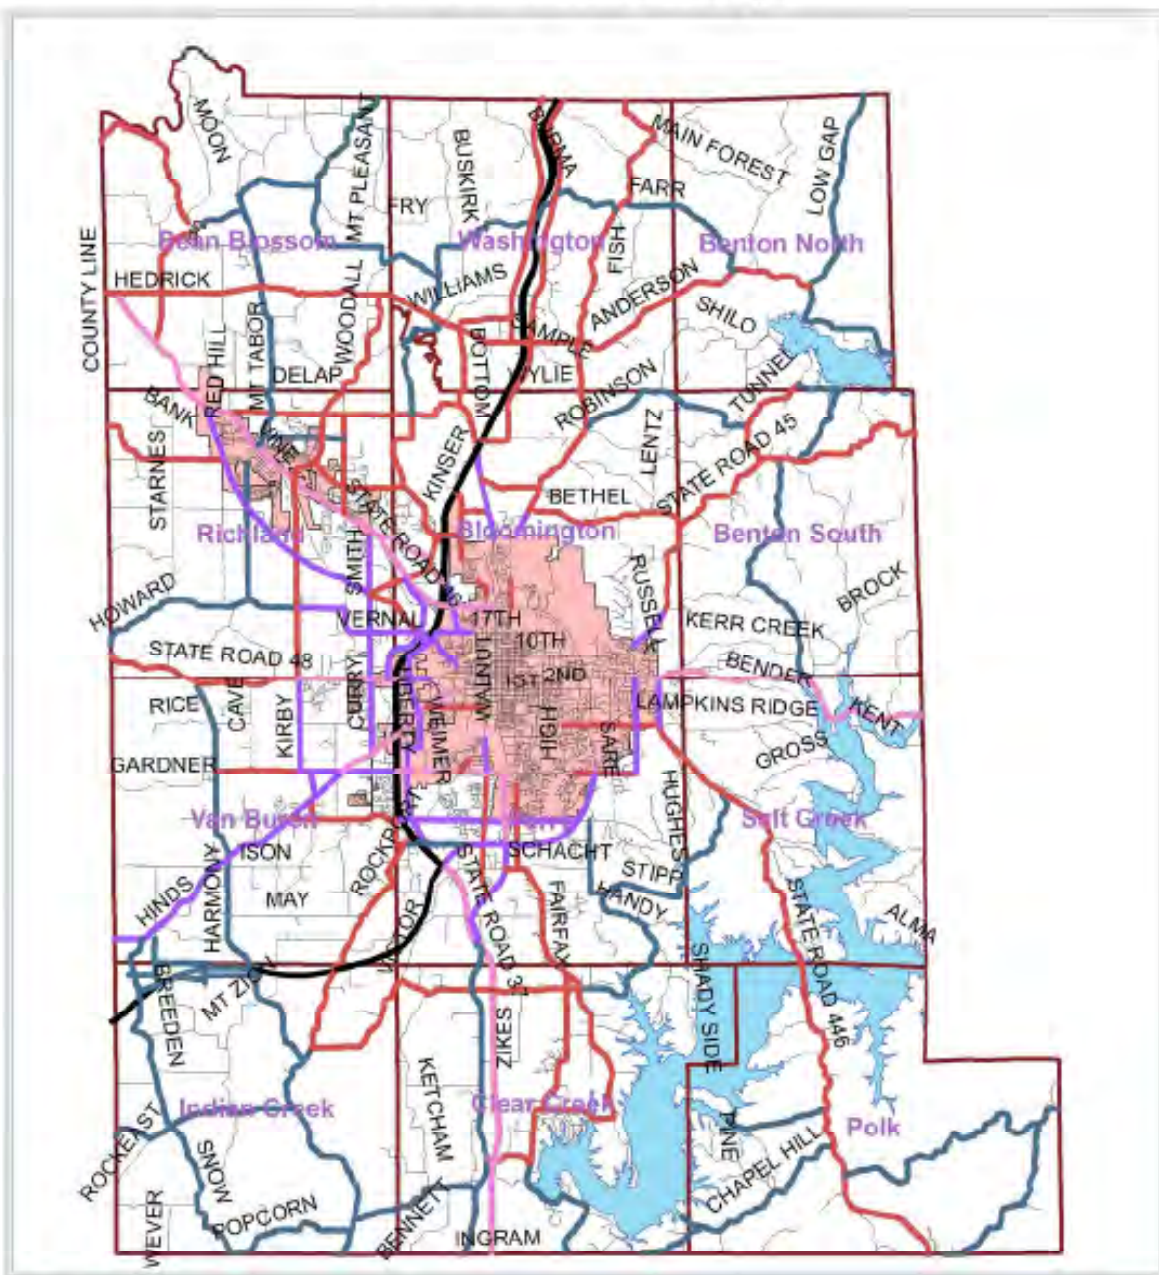 MOON
MT PLEASANT
BUSKIRK
BURMA
MAIN FOREST
LOW GAP
FARR
FRY
Bean Blossom
Washington
Benton North
FISH
COUNTY LINE
HEDRICK
WOODALL
WILLIAMS
ANDERSON
SHILO
RED HILL
MT TABOR
BOTTOM
SAMPLE
DELAP
WYLIE
ROBINSON
TUNNEL
BANK
VINE
STARNES
KINSER
LENTZ
STATE ROAD 45
BETHEL
STATE ROAD 46
Richland
Bloomington
Benton South
SMITH
RUSSELL
BROCK
HOWARD
VERNAL
17TH
KERR CREEK
10TH
STATE ROAD 48
BENDER
1ST
2ND
RICE
CAVE
KIRBY
CURRY
LIBERTY
WEIMER
HIGH
SARE
LAMPKINS RIDGE
KENT
GROSS
GARDNER
HUGHES
Van Buren
Perry
Salt Greek
ISON
SCHACHT
STIPP
HINDS
HARMONY
MAY
ROCKPORT
VICTOR
STATE ROAD 37
FAIRFAX
HANDY
ALMA
STATE ROAD 446
SHADY SIDE
BREEDEN
MT ZION
ZIKES
KETCHAM
Indian Creek
Clear Creek
Polk
ROCKEAST
SNOW
PINE
CHAPEL HILL
WEVER
POPCORN
BENNETT
INGRAM